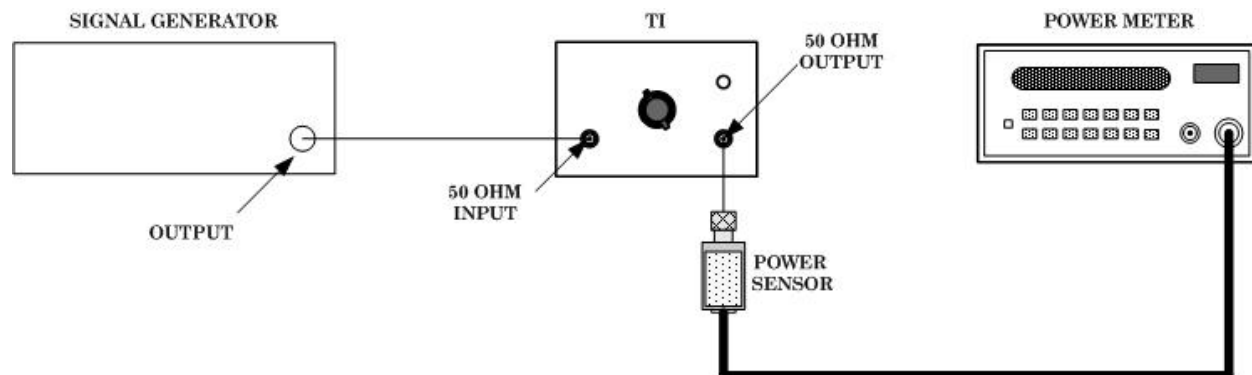 SIGNAL GENERATOR
TI
POWER METER
50 OHM
OUTPUT
50 OHM
INPUT
OUTPUT
POWER
SENSOR